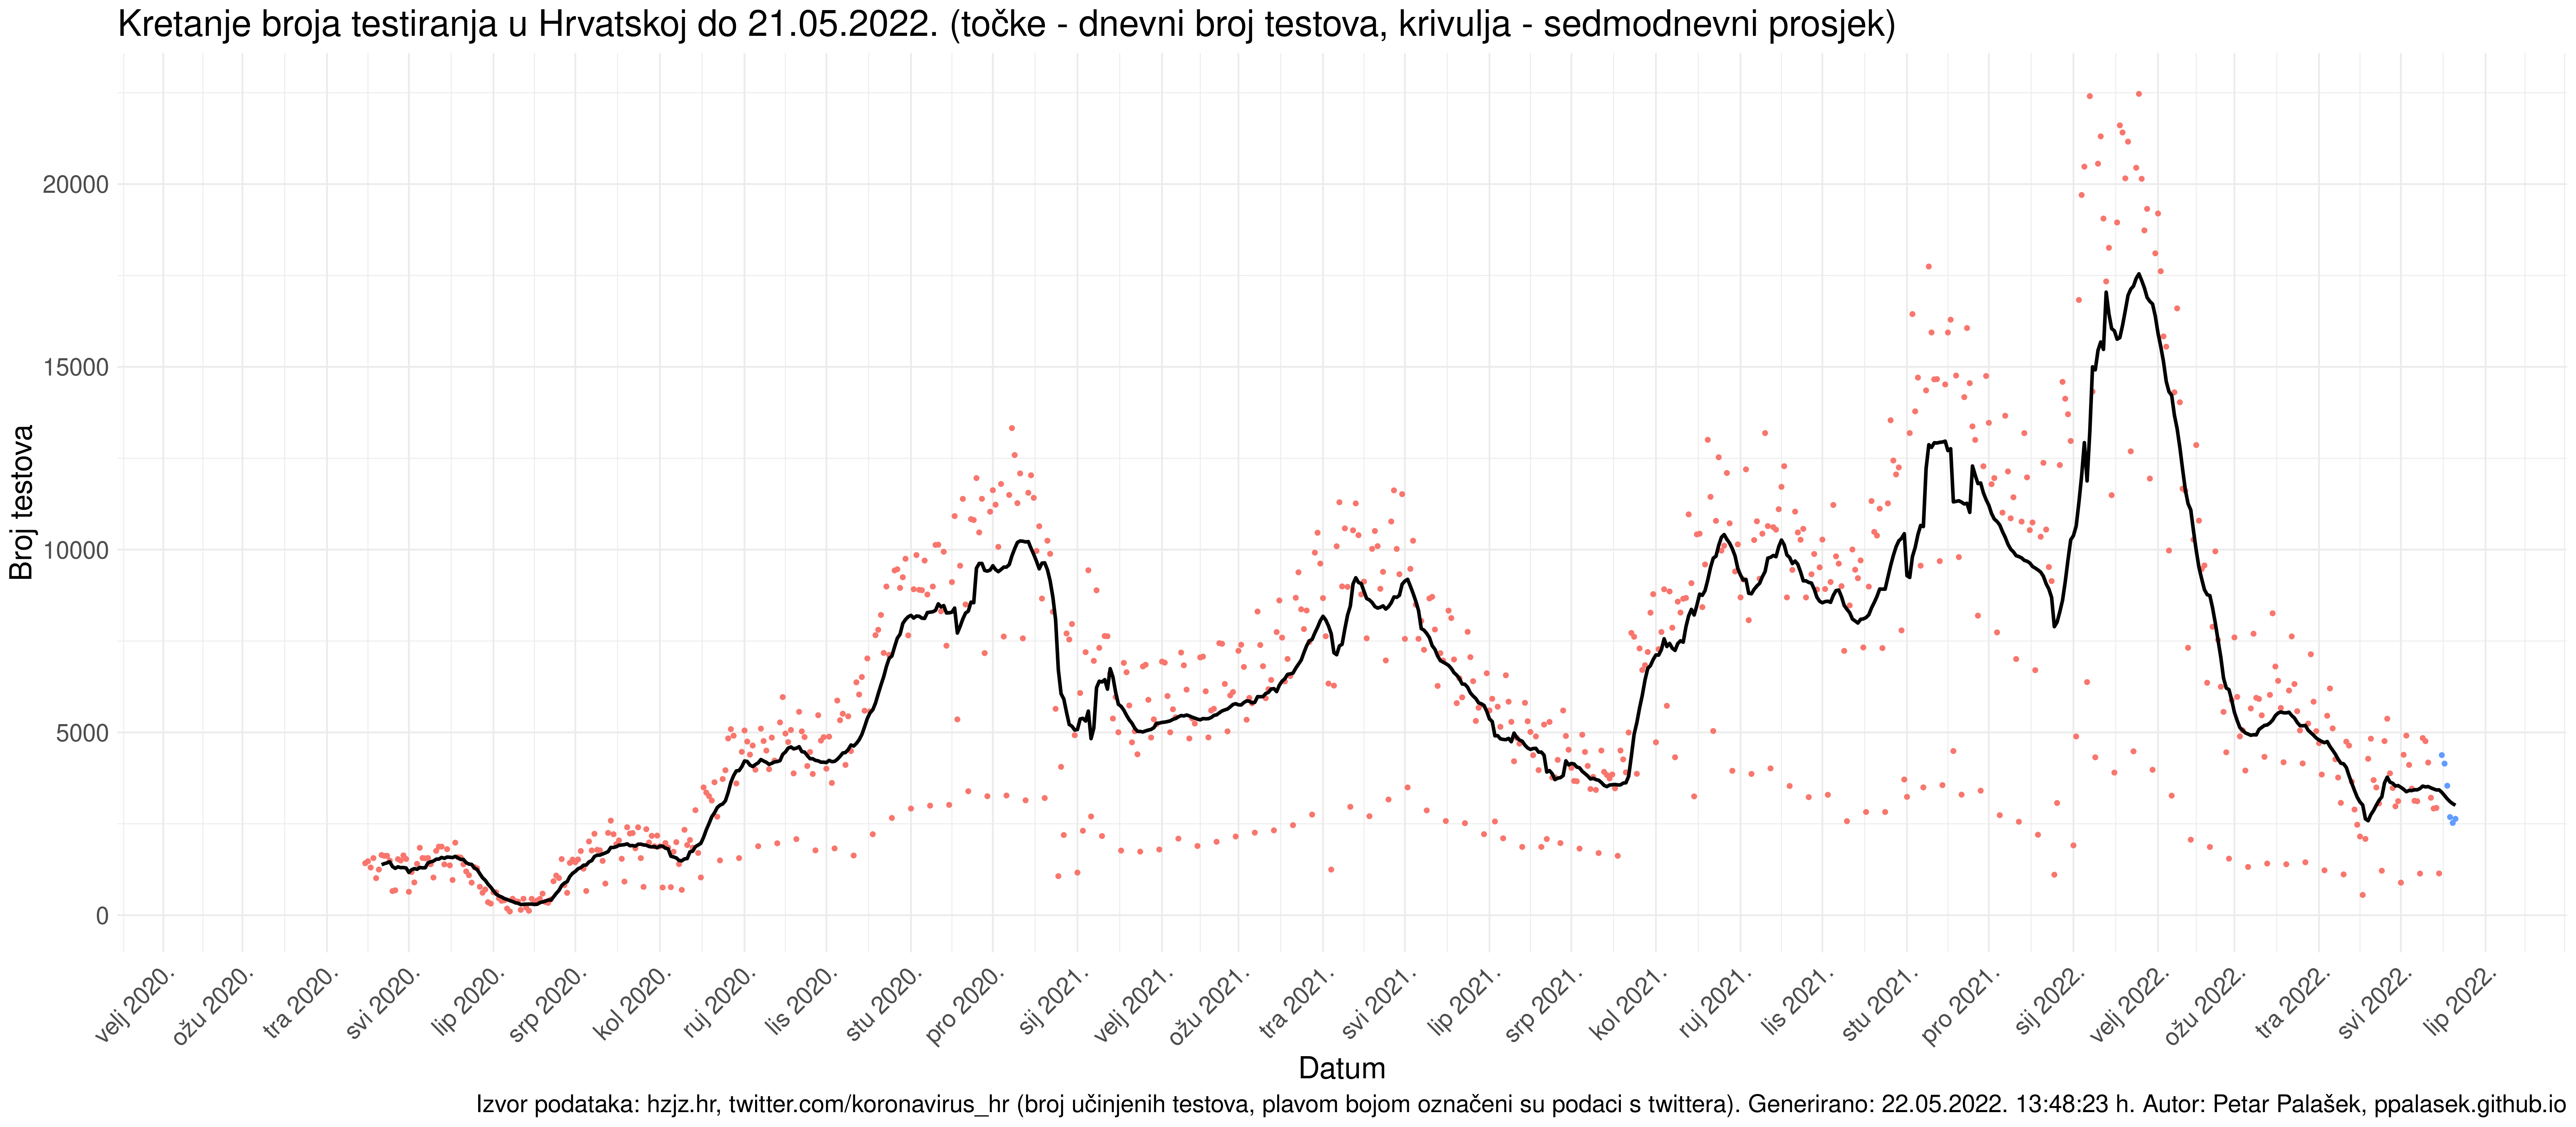 Kretanje broja testiranja u Hrvatskoj do 21.05.2022. (točke - dnevni broj testova, krivulja - sedmodnevni prosjek)
Broj testova
20000
15000
10000
5000
0
velj 2020.
ožu 2020.
tra 2020.
svi 2020.
lip 2020.
srp 2020.
kol 2020.
ruj 2020.
lis 2020.
stu 2020.
pro 2020.
sij 2021.
velj 2021.
ožu 2021.
tra 2021.
svi 2021.
lip 2021.
srp 2021.
kol 2021.
ruj 2021.
lis 2021.
stu 2021.
pro 2021.
sij 2022.
velj 2022.
ožu 2022.
tra 2022.
svi 2022.
lip 2022.
Datum
Izvor podataka: hzjz.hr, twitter.com/koronavirus_hr (broj učinjenih testova, plavom bojom označeni su podaci s twittera). Generirano: 22.05.2022. 13:48:23 h. Autor: Petar Palašek, ppalasek.github.io